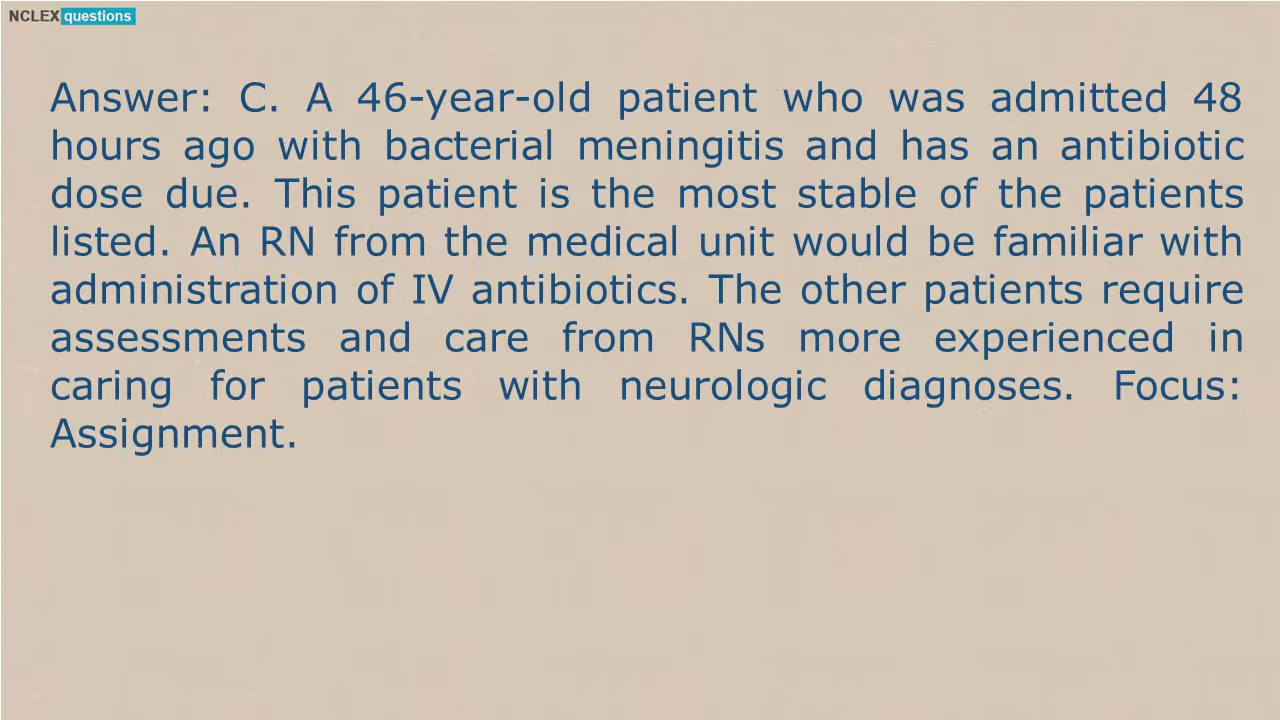 NCLEX questions
Answer: C. A 46-year-old patient who was admitted 48
hours ago with bacterial meningitis and has an antibiotic
dose due. This patient is the most stable of the patients
listed. An RN from the medical unit would be familiar with
administration of IV antibiotics. The other patients require
assessments and care from RNs more experienced in
caring for patients with neurologic diagnoses. Focus:
Assignment.